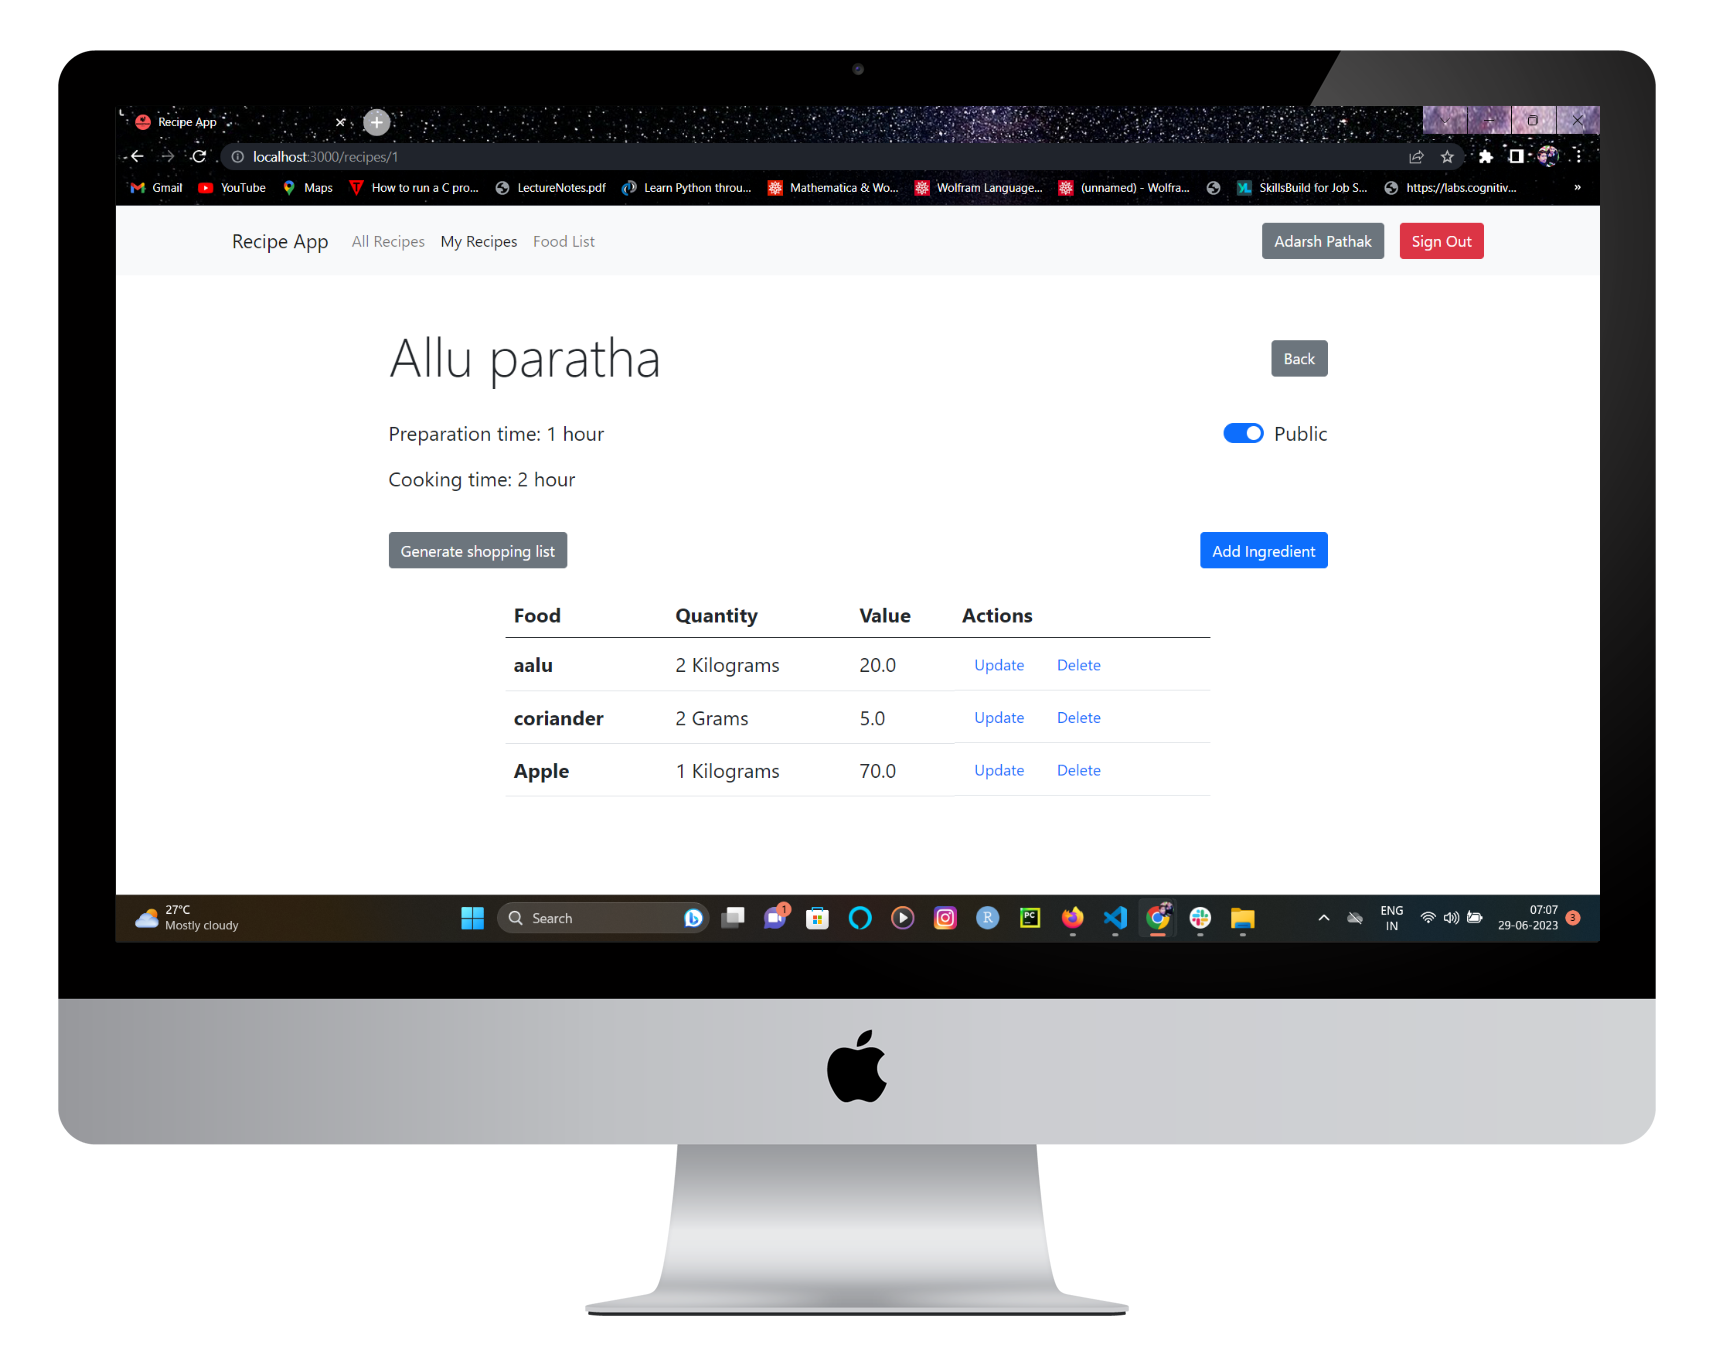 Recipe App
localhost:3000/recipes/1
Gmail YouTube Maps How to run a C pro... LectureNotes.pdf Learn Python throu... Mathematica & Wo... Wolfram Language... (unnamed) - Wolfra... SkillsBuild for Job S... https://labs.cognitiv... »
Recipe App All Recipes My Recipes Food List Adarsh Pathak Sign Out
Allu paratha Back
Preparation time: 1 hour Public
Cooking time: 2 hour
Generate shopping list Add Ingredient
Food Quantity Value Actions
aalu 2 Kilograms 20.0 Update Delete
coriander 2 Grams 5.0 Update Delete
Apple 1 Kilograms 70.0 Update Delete
27°C
Mostly cloudy
Search
1
R
PC
ENG
IN
07:07
29-06-2023
3